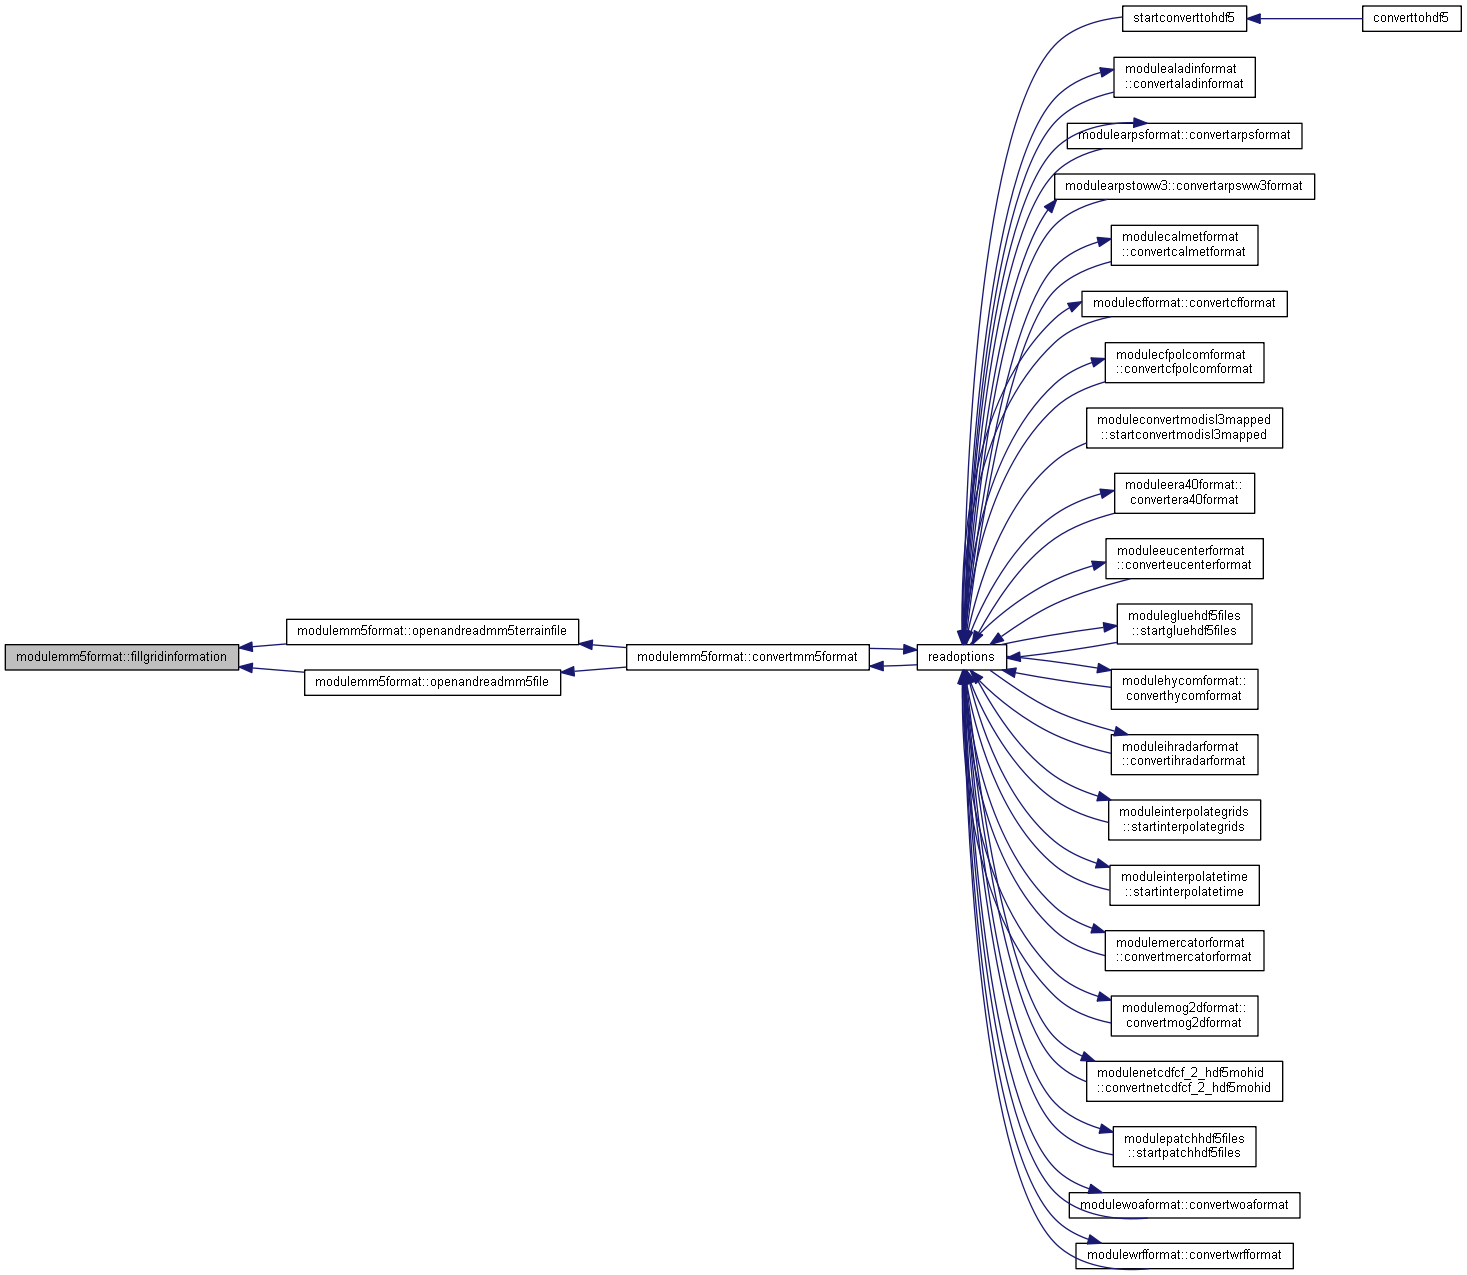 startconverttohdf5
converttohdf5
modulealadinformat
::convertaladinformat
modulearpsformat::convertarpsformat
modulearpstoww3::convertarpsww3format
modulecalmetformat
::convertcalmetformat
modulecfformat::convertcfformat
modulecfpolcomformat
::convertcfpolcomformat
moduleconvertmodisl3mapped
::startconvertmodisl3mapped
moduleera40format::
convertera40format
moduleeucenterformat
::converteucenterformat
modulegluehdf5files
::startgluehdf5files
modulemm5format::openandreadmm5terrainfile
modulemm5format::fillgridinformation
modulemm5format::convertmm5format
readoptions
modulemm5format::openandreadmm5file
modulehycomformat::
converthycomformat
moduleihradarformat
::convertihradarformat
moduleinterpolategrids
::startinterpolategrids
moduleinterpolatetime
::startinterpolatetime
modulemercatorformat
::convertmercatorformat
modulemog2dformat::
convertmog2dformat
modulenetcdfcf_2_hdf5mohid
::convertnetcdfcf_2_hdf5mohid
modulepatchhdf5files
::startpatchhdf5files
modulewoaformat::convertwoaformat
modulewrfformat::convertwrfformat